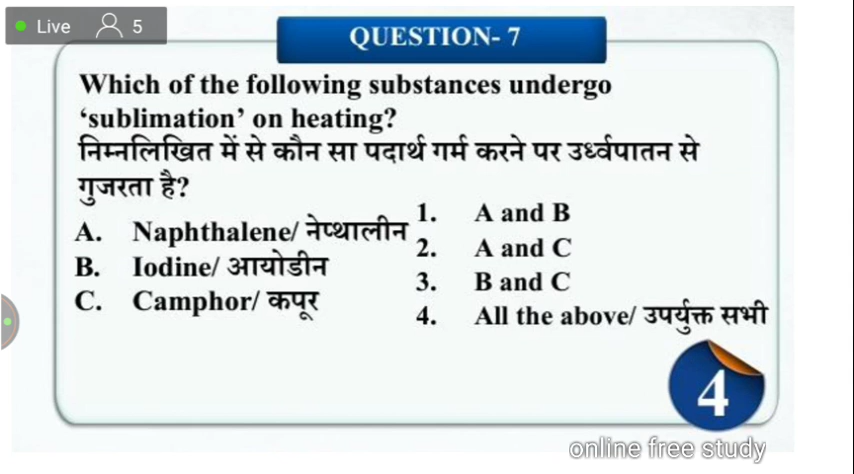 Live 5
QUESTION- 7
Which of the following substances undergo
‘sublimation’ on heating?
निम्नलिखित में से कौन सा पदार्थ गर्म करने पर उर्ध्वपातन से
गुजरता है?
A. Naphthalene/ नेप्थालीन
B. Iodine/ आयोडीन
C. Camphor/ कपूर
1. A and B
2. A and C
3. B and C
4. All the above/ उपर्युक्त सभी
4
online free study